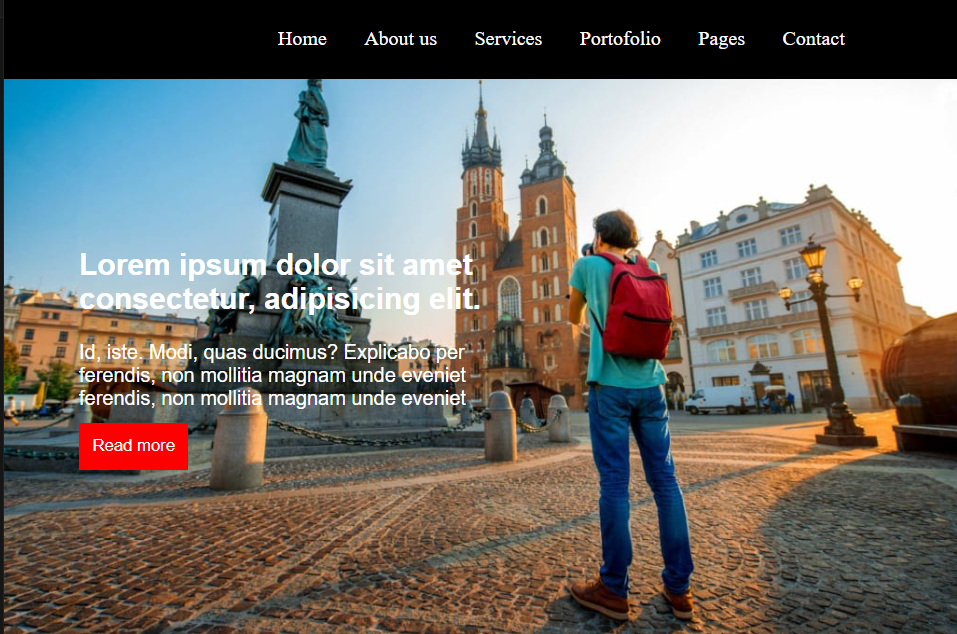 Home About us Services Portofolio Pages Contact
Lorem ipsum dolor sit amet
consectetur, adipisicing elit.
Id, iste. Modi, quas ducimus? Explicabo per
ferendis, non mollitia magnam unde eveniet
ferendis, non mollitia magnam unde eveniet
Read more